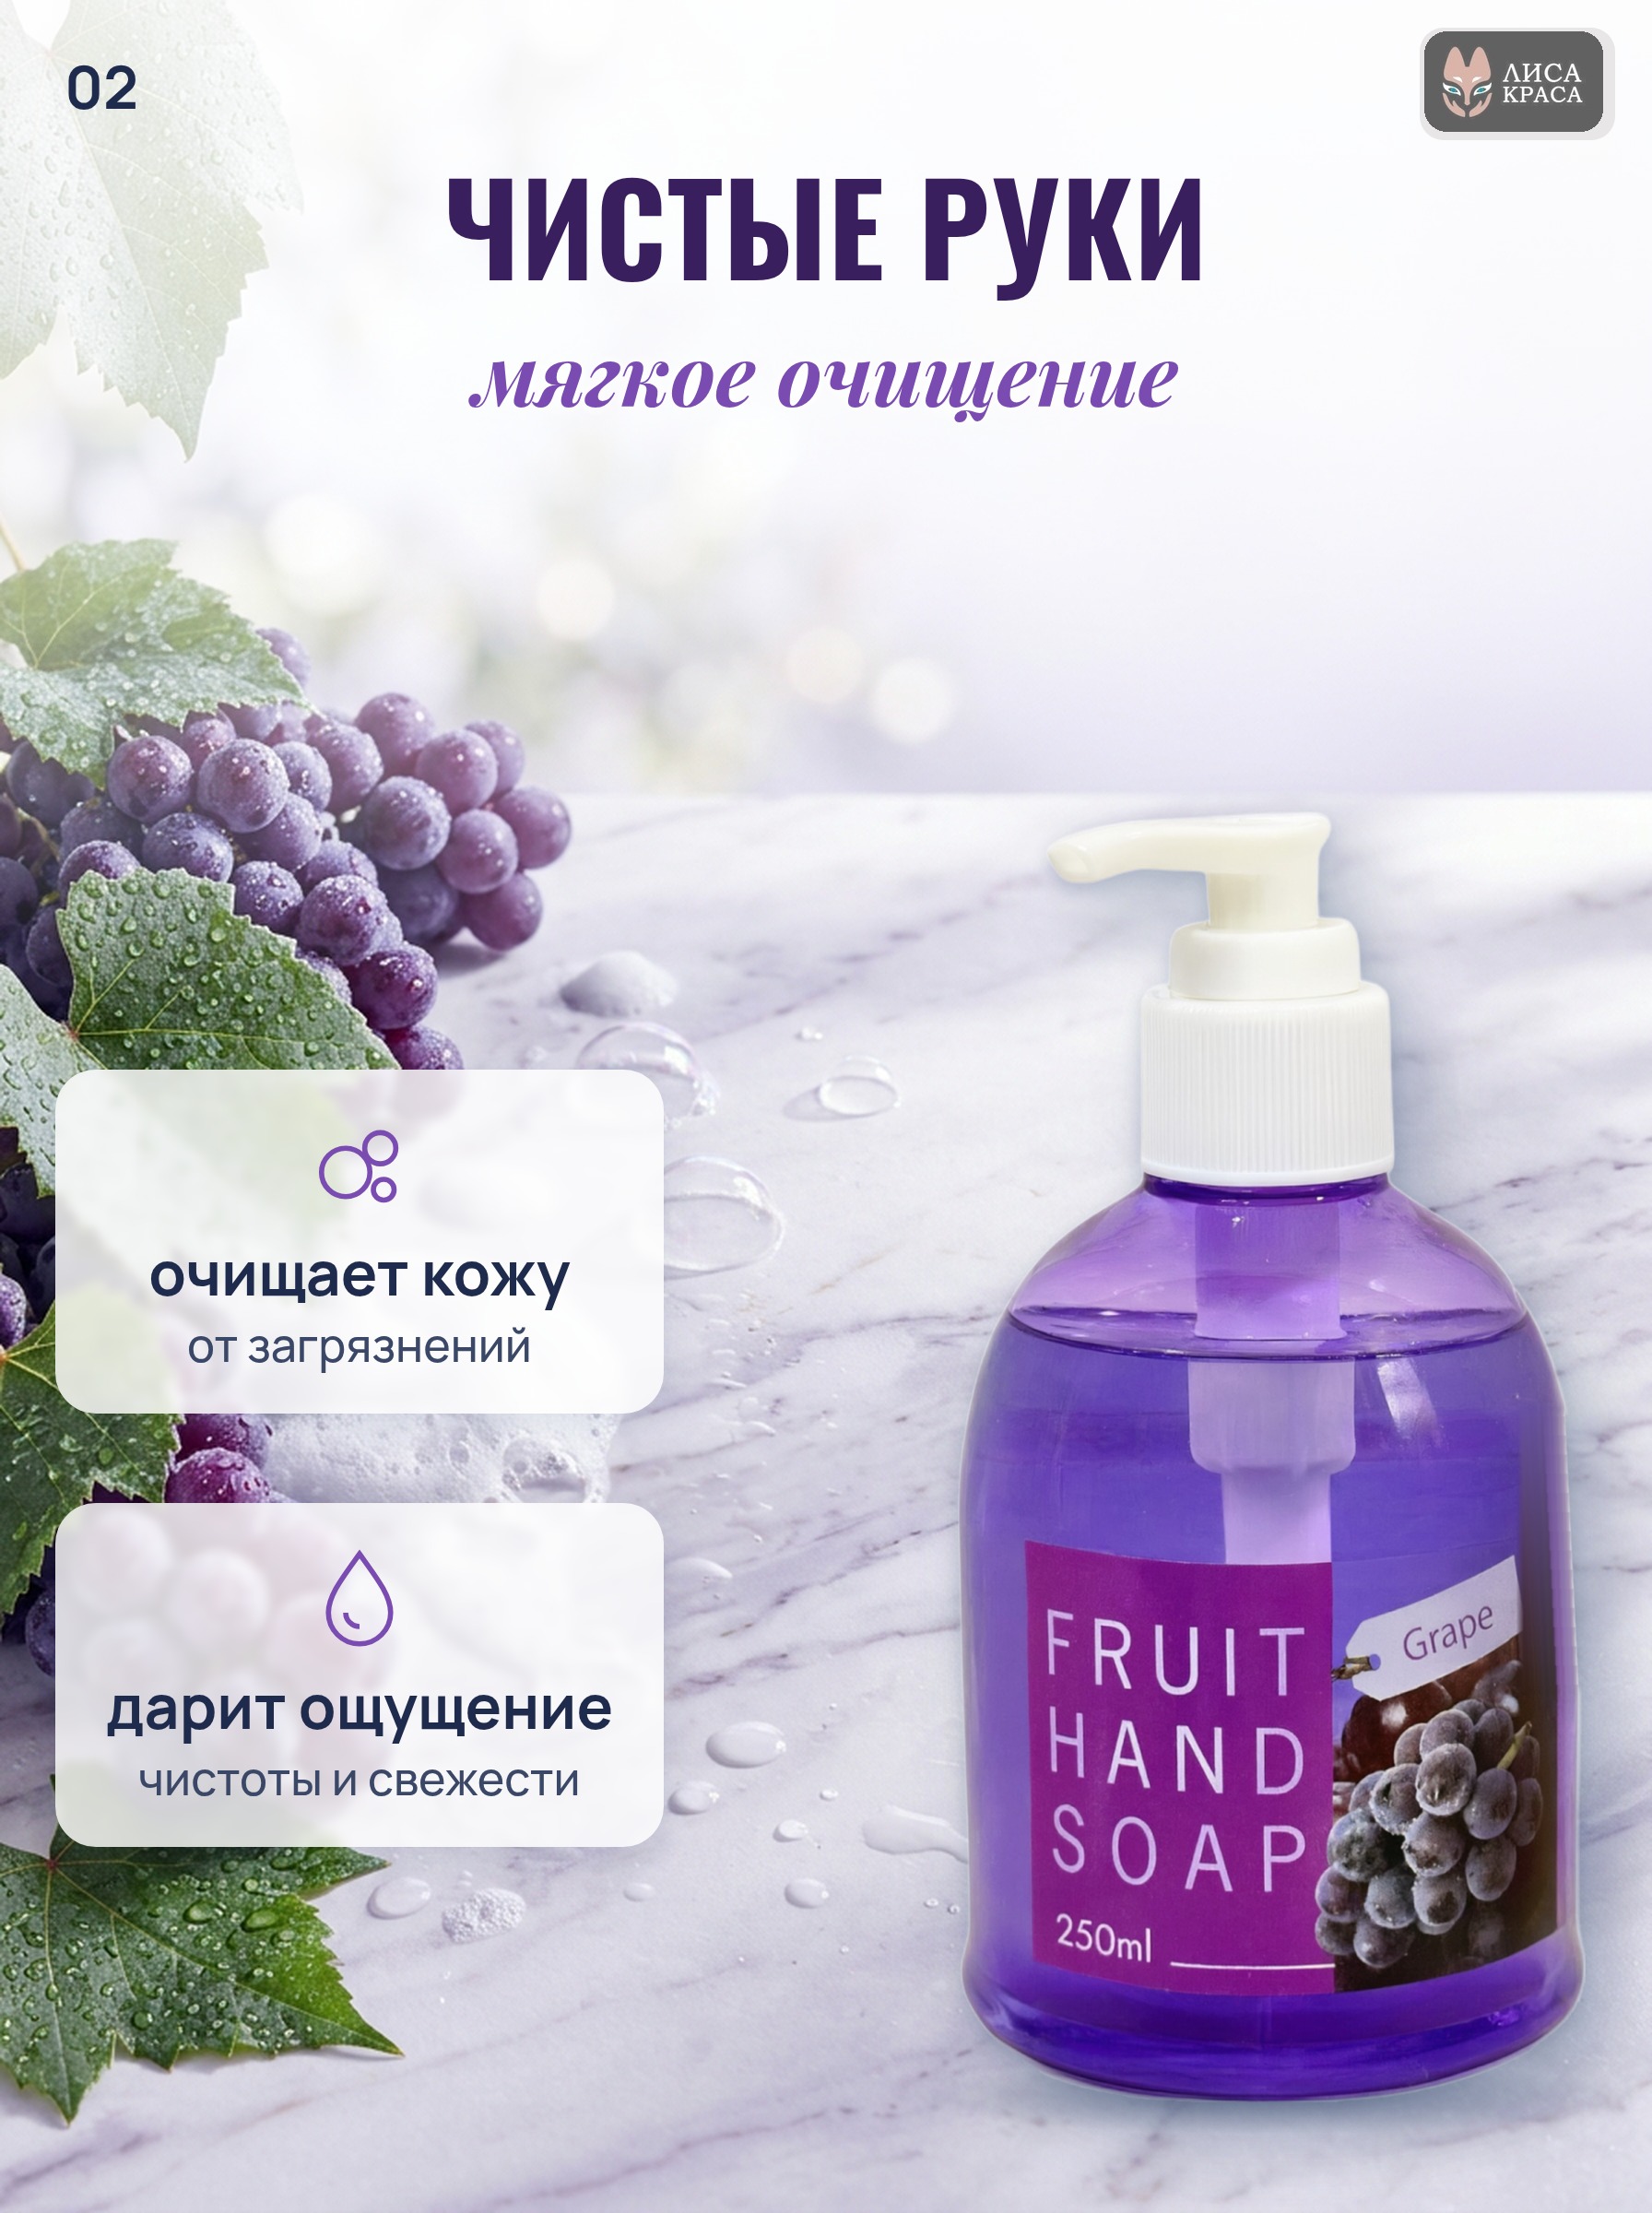 02
ЛИСА
КРАСА
ЧИСТЫЕ РУКИ
мягкое очищение
очищает кожу
от загрязнений
дарит ощущение
чистоты и свежести
FRUIT
HAND
SOAP
250ml
Grape